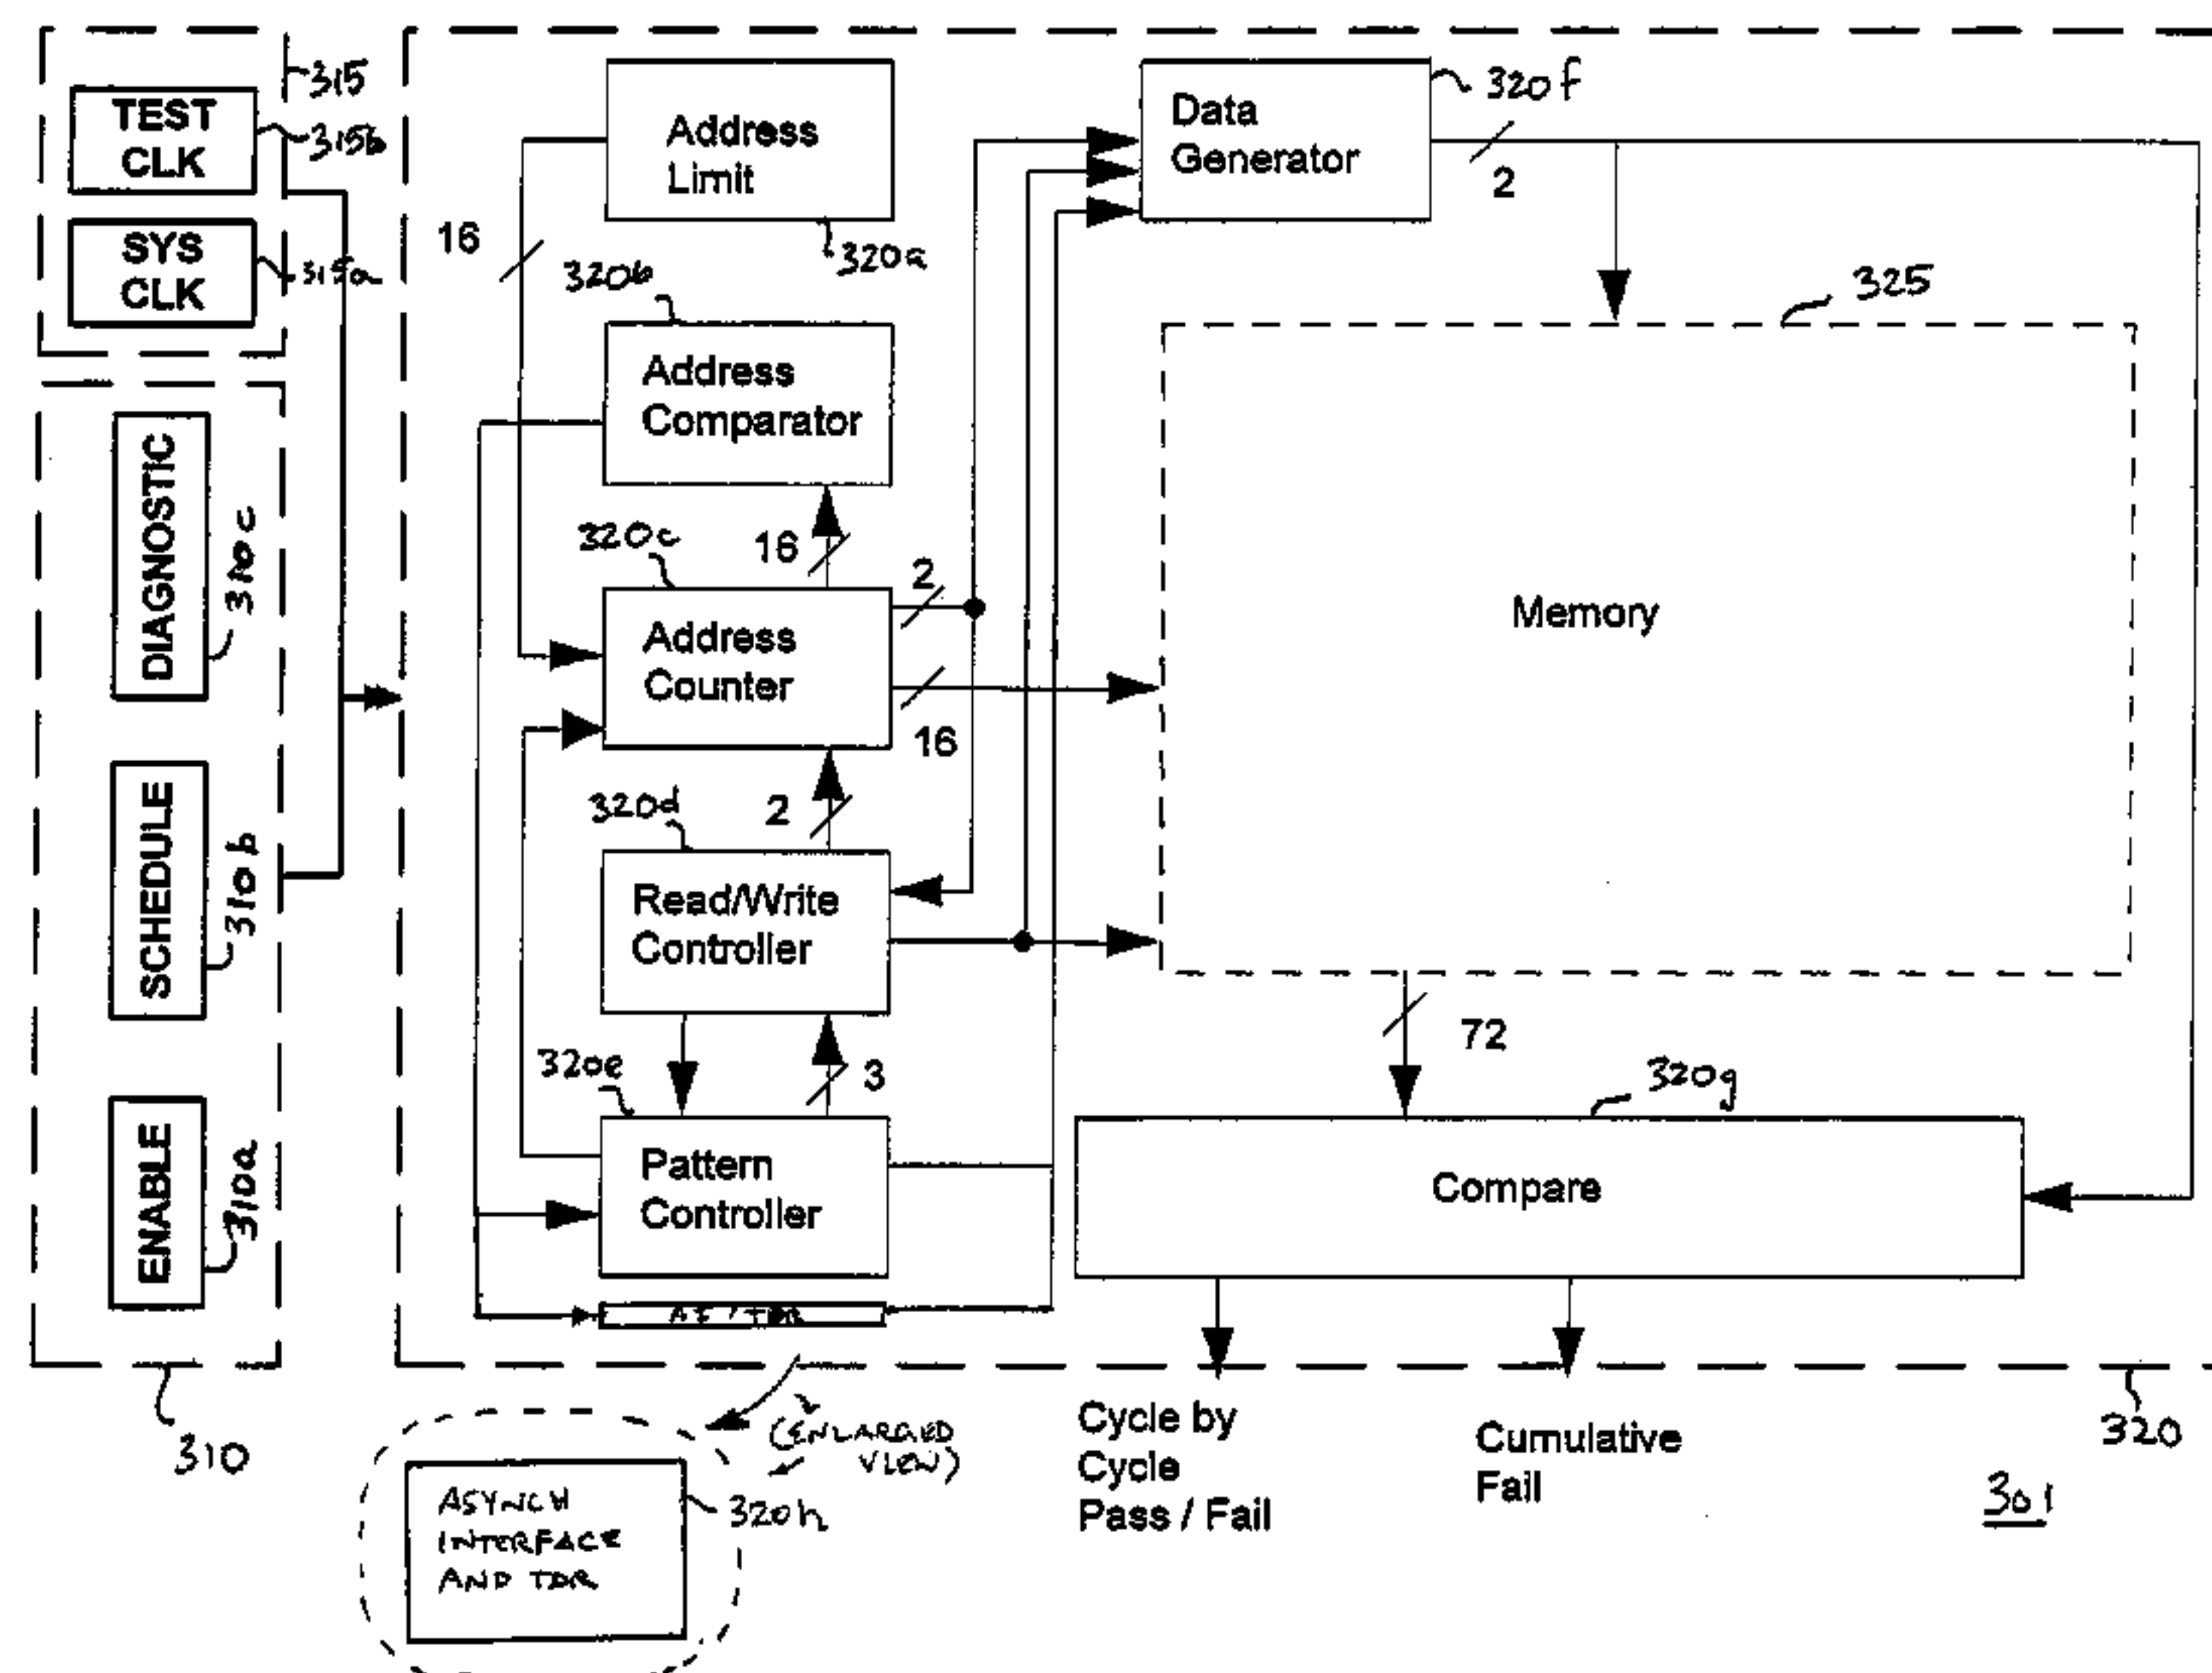 315
TEST
CLK
315b
SYS
CLK
315a
DIAGNOSTIC
310c
SCHEDULE
310b
ENABLE
310a
310
Address
Limit
320a
16
320b
Address
Comparator
16
320c
Address
Counter
2
16
320d
2
Read/Write
Controller
320e
3
Pattern
Controller
Data
Generator
320f
2
325
Memory
72
320g
Compare
Cycle by
Cycle
Pass / Fail
Cumulative
Fail
320
301
(ENLARGED
VIEW)
ASYNCH
INTERFACE
AND TDR
320h